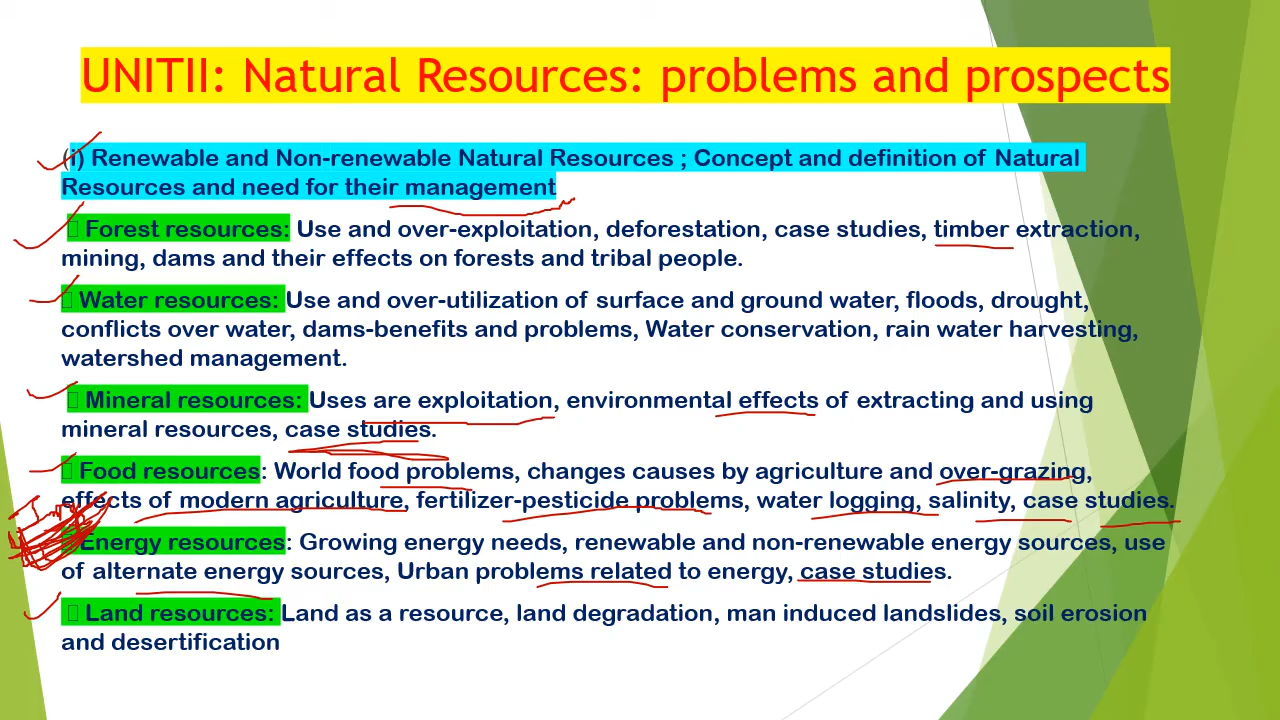 UNITII: Natural Resources: problems and prospects
(i) Renewable and Non-renewable Natural Resources ; Concept and definition of Natural
Resources and need for their management
Forest resources: Use and over-exploitation, deforestation, case studies, timber extraction,
mining, dams and their effects on forests and tribal people.
Water resources: Use and over-utilization of surface and ground water, floods, drought,
conflicts over water, dams-benefits and problems, Water conservation, rain water harvesting,
watershed management.
Mineral resources: Uses are exploitation, environmental effects of extracting and using
mineral resources, case studies.
Food resources: World food problems, changes causes by agriculture and over-grazing,
effects of modern agriculture, fertilizer-pesticide problems, water logging, salinity, case studies.
Energy resources: Growing energy needs, renewable and non-renewable energy sources, use
of alternate energy sources, Urban problems related to energy, case studies.
Land resources: Land as a resource, land degradation, man induced landslides, soil erosion
and desertification